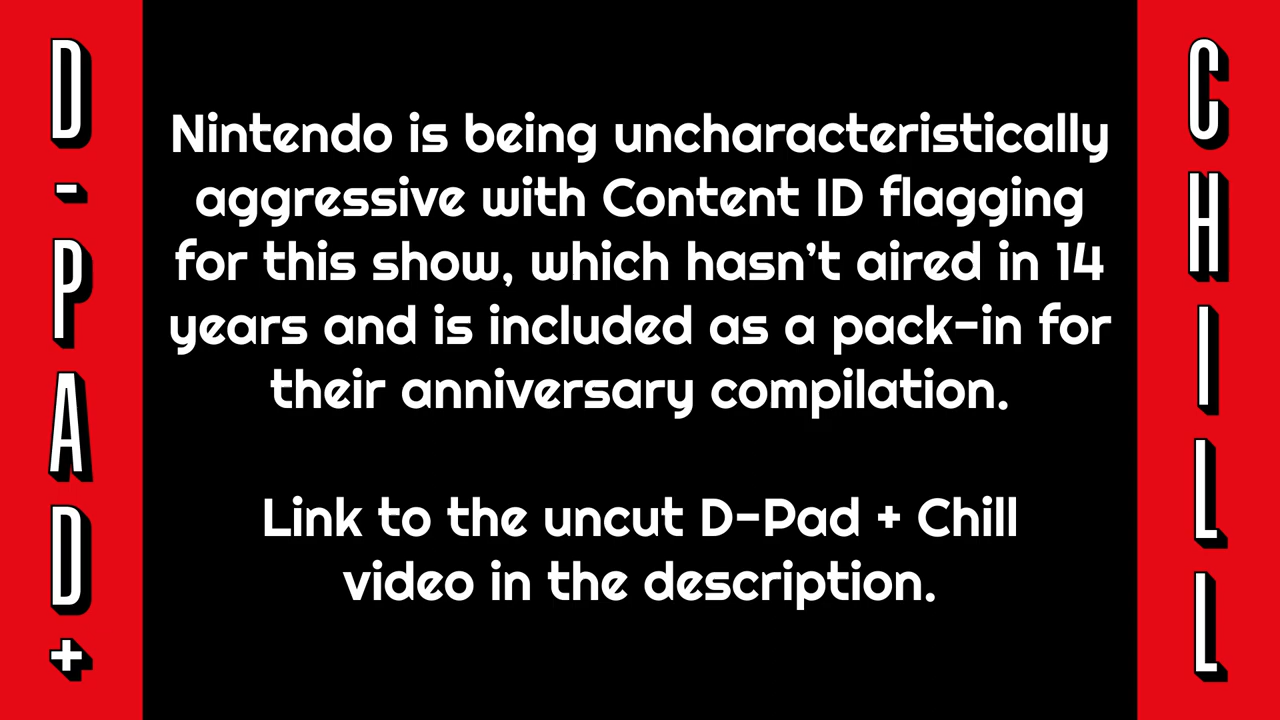 D-PAD+
Nintendo is being uncharacteristically
aggressive with Content ID flagging
for this show, which hasn’t aired in 14
years and is included as a pack-in for
their anniversary compilation.
Link to the uncut D-Pad + Chill
video in the description.
CHILL